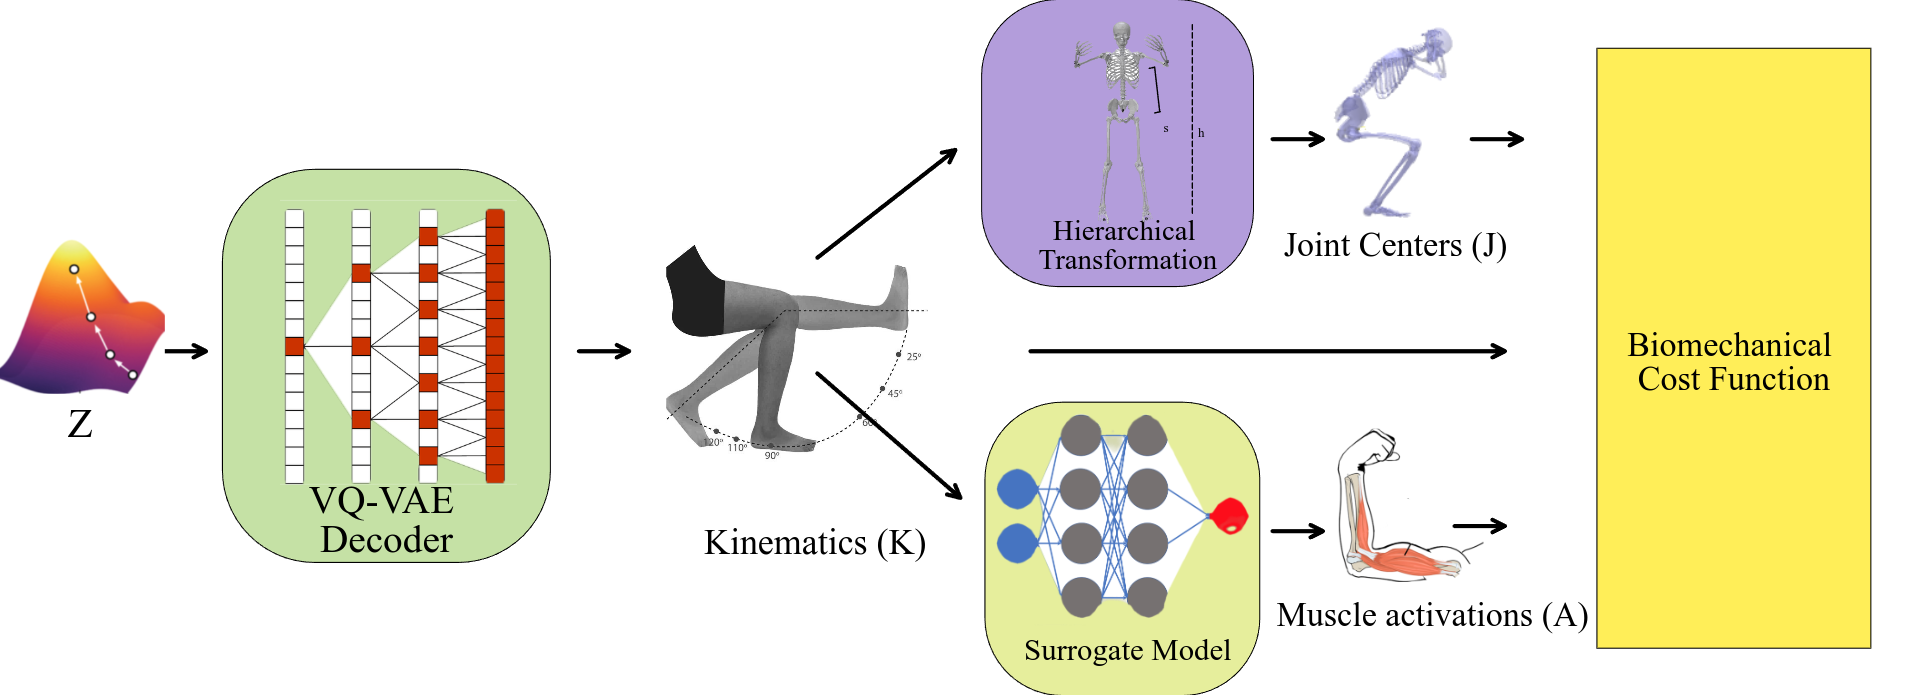 Z
VQ-VAE
Decoder
25°
45°
60°
120°
110°
90°
Kinematics (K)
s
h
Hierarchical
Transformation
Joint Centers (J)
Surrogate Model
Muscle activations (A)
Biomechanical
Cost Function